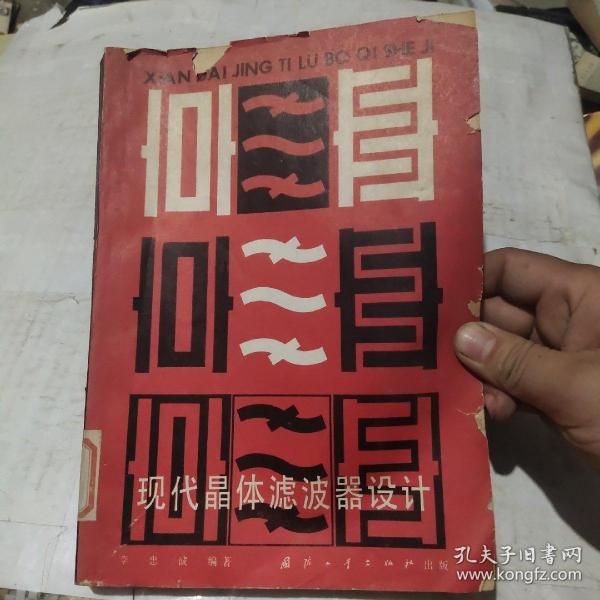 XIAN DAI JING TI LÜ BO QI SHE JI
现代晶体滤波器设计
李忠诚 编著 国防工业出版社出版
孔夫子旧书网
www.kongfz.com